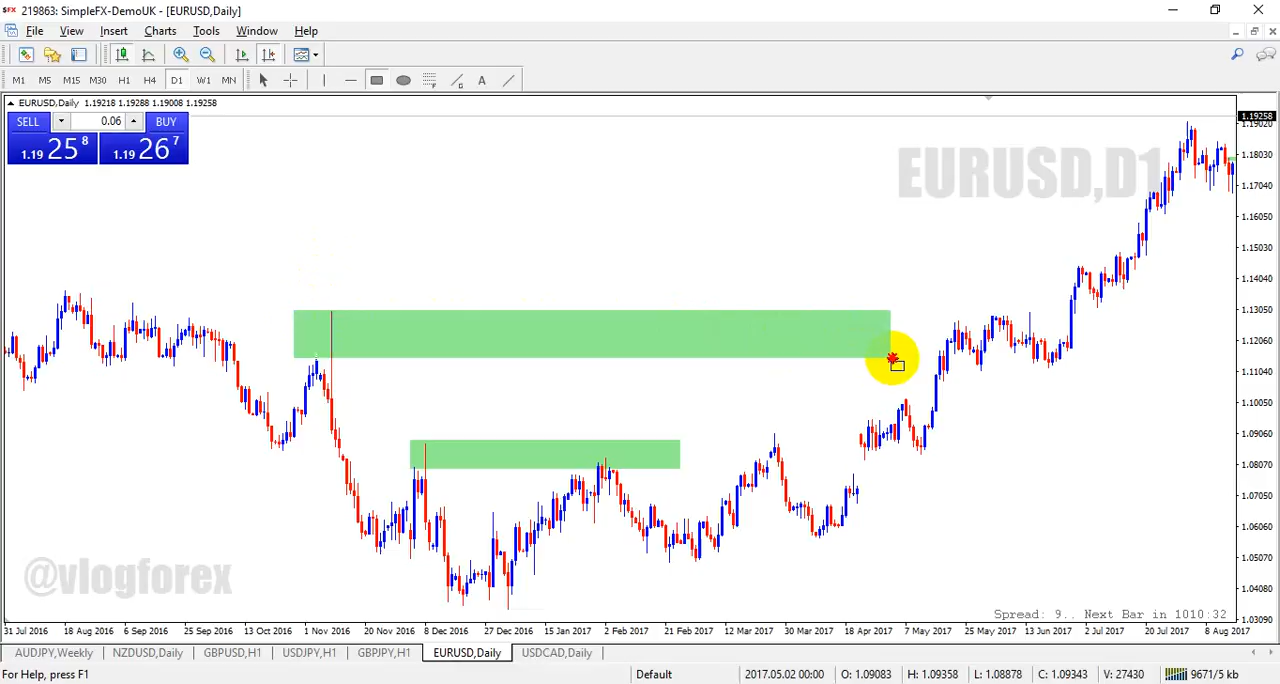 219863: SimpleFX-DemoUK - [EURUSD,Daily]
File View Insert Charts Tools Window Help
M1 M5 M15 M30 H1 H4 D1 W1 MN A
EURUSD,Daily 1.19218 1.19288 1.19008 1.19258
SELL 0.06 BUY
1.19 25 8 1.19 26 7
EURUSD,D1
1.19258
1.19020
1.18030
1.17040
1.16050
1.15030
1.14040
1.13050
1.12060
1.11040
1.10050
1.09060
1.08070
1.07050
1.06060
1.05070
1.04080
1.03090
@vlogforex
Spread: 9.. Next Bar in 1010:32
31 Jul 2016 18 Aug 2016 6 Sep 2016 25 Sep 2016 13 Oct 2016 1 Nov 2016 20 Nov 2016 8 Dec 2016 27 Dec 2016 15 Jan 2017 2 Feb 2017 21 Feb 2017 12 Mar 2017 30 Mar 2017 18 Apr 2017 7 May 2017 25 May 2017 13 Jun 2017 2 Jul 2017 20 Jul 2017 8 Aug 2017
AUDJPY,Weekly NZDUSD,Daily GBPUSD,H1 USDJPY,H1 GBPJPY,H1 EURUSD,Daily USDCAD,Daily
For Help, press F1 Default 2017.05.02 00:00 O: 1.09083 H: 1.09358 L: 1.08878 C: 1.09343 V: 27430 9671/5 kb